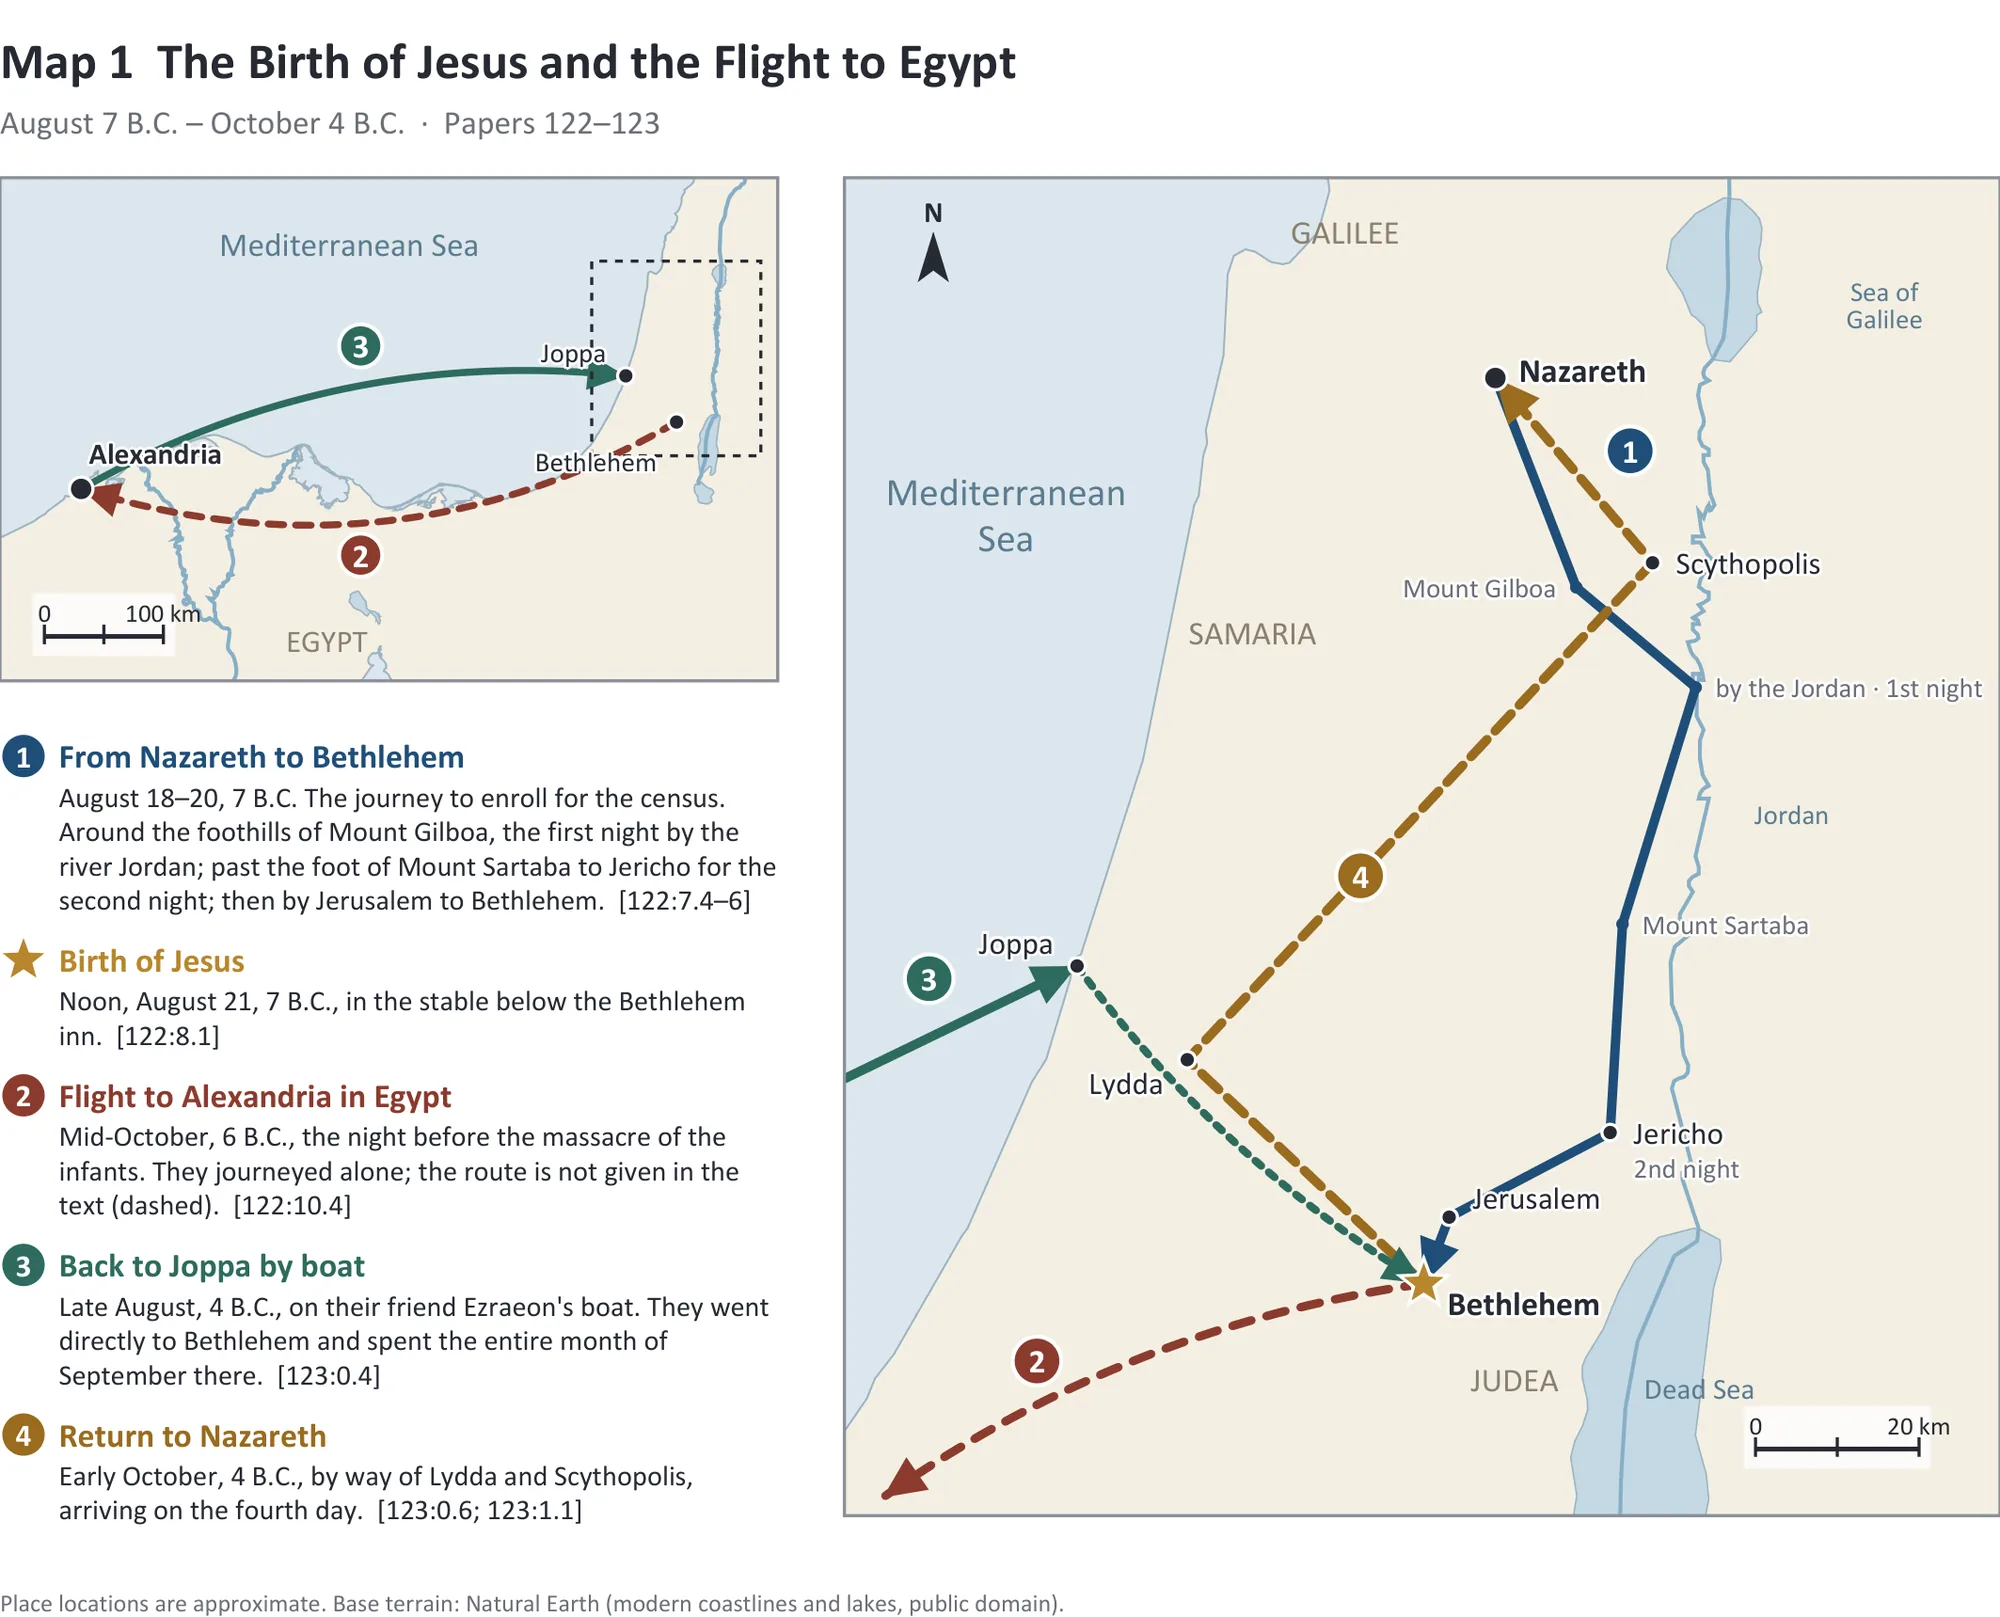 Map 1  The Birth of Jesus and the Flight to Egypt
August 7 B.C. – October 4 B.C.  ·  Papers 122–123
Mediterranean Sea
3
Joppa
Alexandria
Bethlehem
2
0 100 km
EGYPT
1 From Nazareth to Bethlehem
August 18–20, 7 B.C. The journey to enroll for the census.
Around the foothills of Mount Gilboa, the first night by the
river Jordan; past the foot of Mount Sartaba to Jericho for the
second night; then by Jerusalem to Bethlehem.  [122:7.4–6]
Birth of Jesus
Noon, August 21, 7 B.C., in the stable below the Bethlehem
inn.  [122:8.1]
2 Flight to Alexandria in Egypt
Mid-October, 6 B.C., the night before the massacre of the
infants. They journeyed alone; the route is not given in the
text (dashed).  [122:10.4]
3 Back to Joppa by boat
Late August, 4 B.C., on their friend Ezraeon's boat. They went
directly to Bethlehem and spent the entire month of
September there.  [123:0.4]
4 Return to Nazareth
Early October, 4 B.C., by way of Lydda and Scythopolis,
arriving on the fourth day.  [123:0.6; 123:1.1]
N
GALILEE
Sea of
Galilee
Nazareth
1
Mediterranean
Sea
Scythopolis
Mount Gilboa
SAMARIA
by the Jordan · 1st night
Jordan
4
Mount Sartaba
Joppa
3
Lydda
Jericho
2nd night
Jerusalem
Bethlehem
2
JUDEA
Dead Sea
0 20 km
Place locations are approximate. Base terrain: Natural Earth (modern coastlines and lakes, public domain).